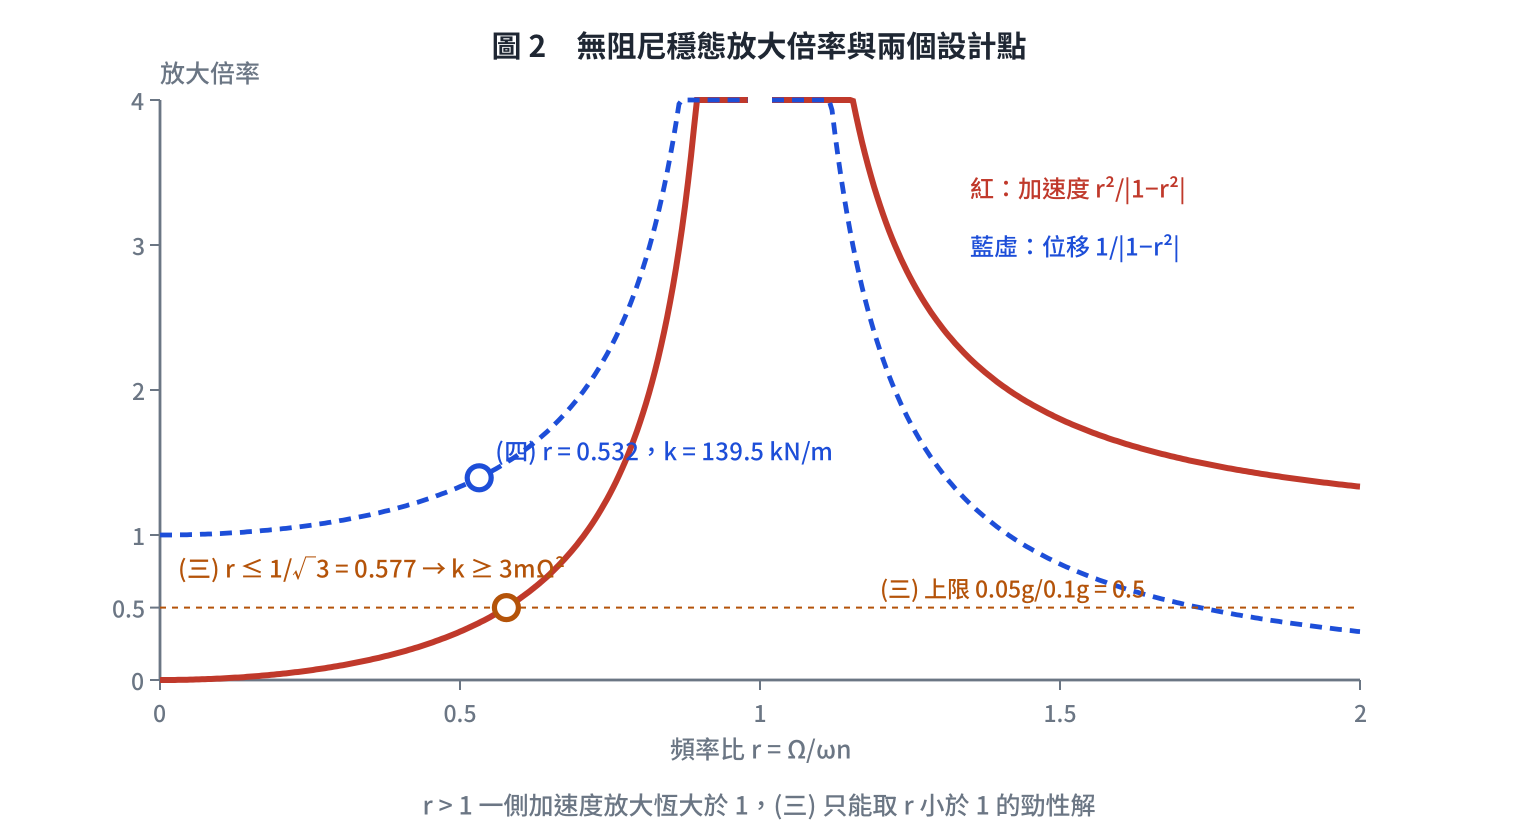 圖 2　無阻尼穩態放大倍率與兩個設計點
放大倍率
4
3
2
1
0.5
0
紅：加速度 r²/|1−r²|
藍虛：位移 1/|1−r²|
(四) r = 0.532，k = 139.5 kN/m
(三) r ≤ 1/√3 = 0.577 → k ≥ 3mΩ²
(三) 上限 0.05g/0.1g = 0.5
0
0.5
1
1.5
2
頻率比 r = Ω/ωn
r > 1 一側加速度放大恆大於 1，(三) 只能取 r 小於 1 的勁性解